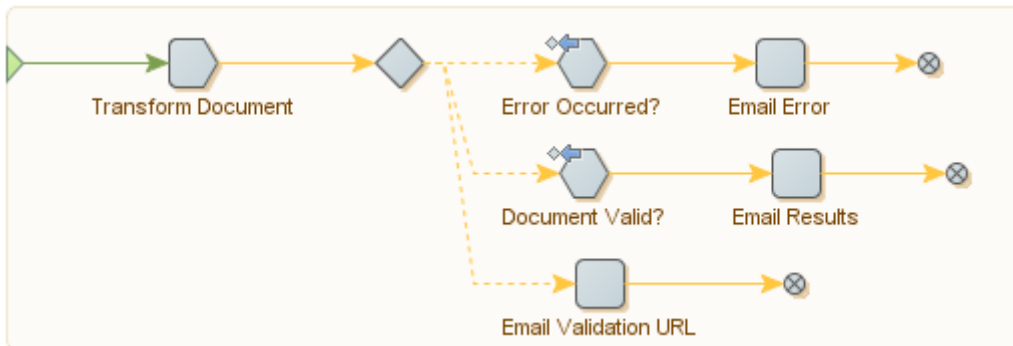 Transform Document
Error Occurred?
Email Error
Document Valid?
Email Results
Email Validation URL